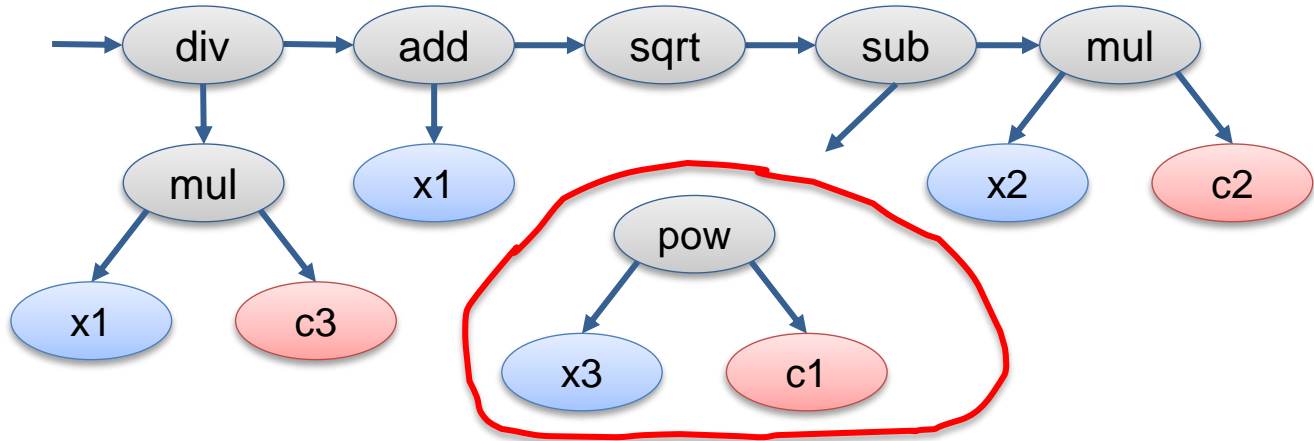 div add sqrt sub mul
mul x1 x2 c2
pow
x1 c3 x3 c1